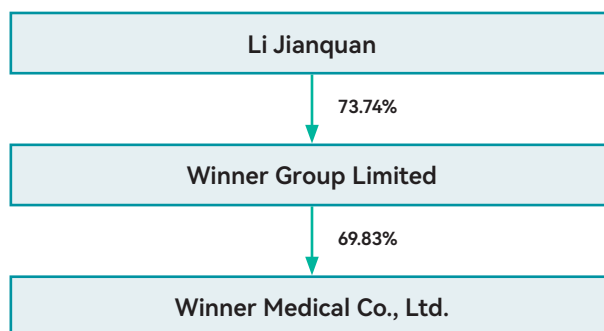 Li Jianquan
73.74%
Winner Group Limited
69.83%
Winner Medical Co., Ltd.